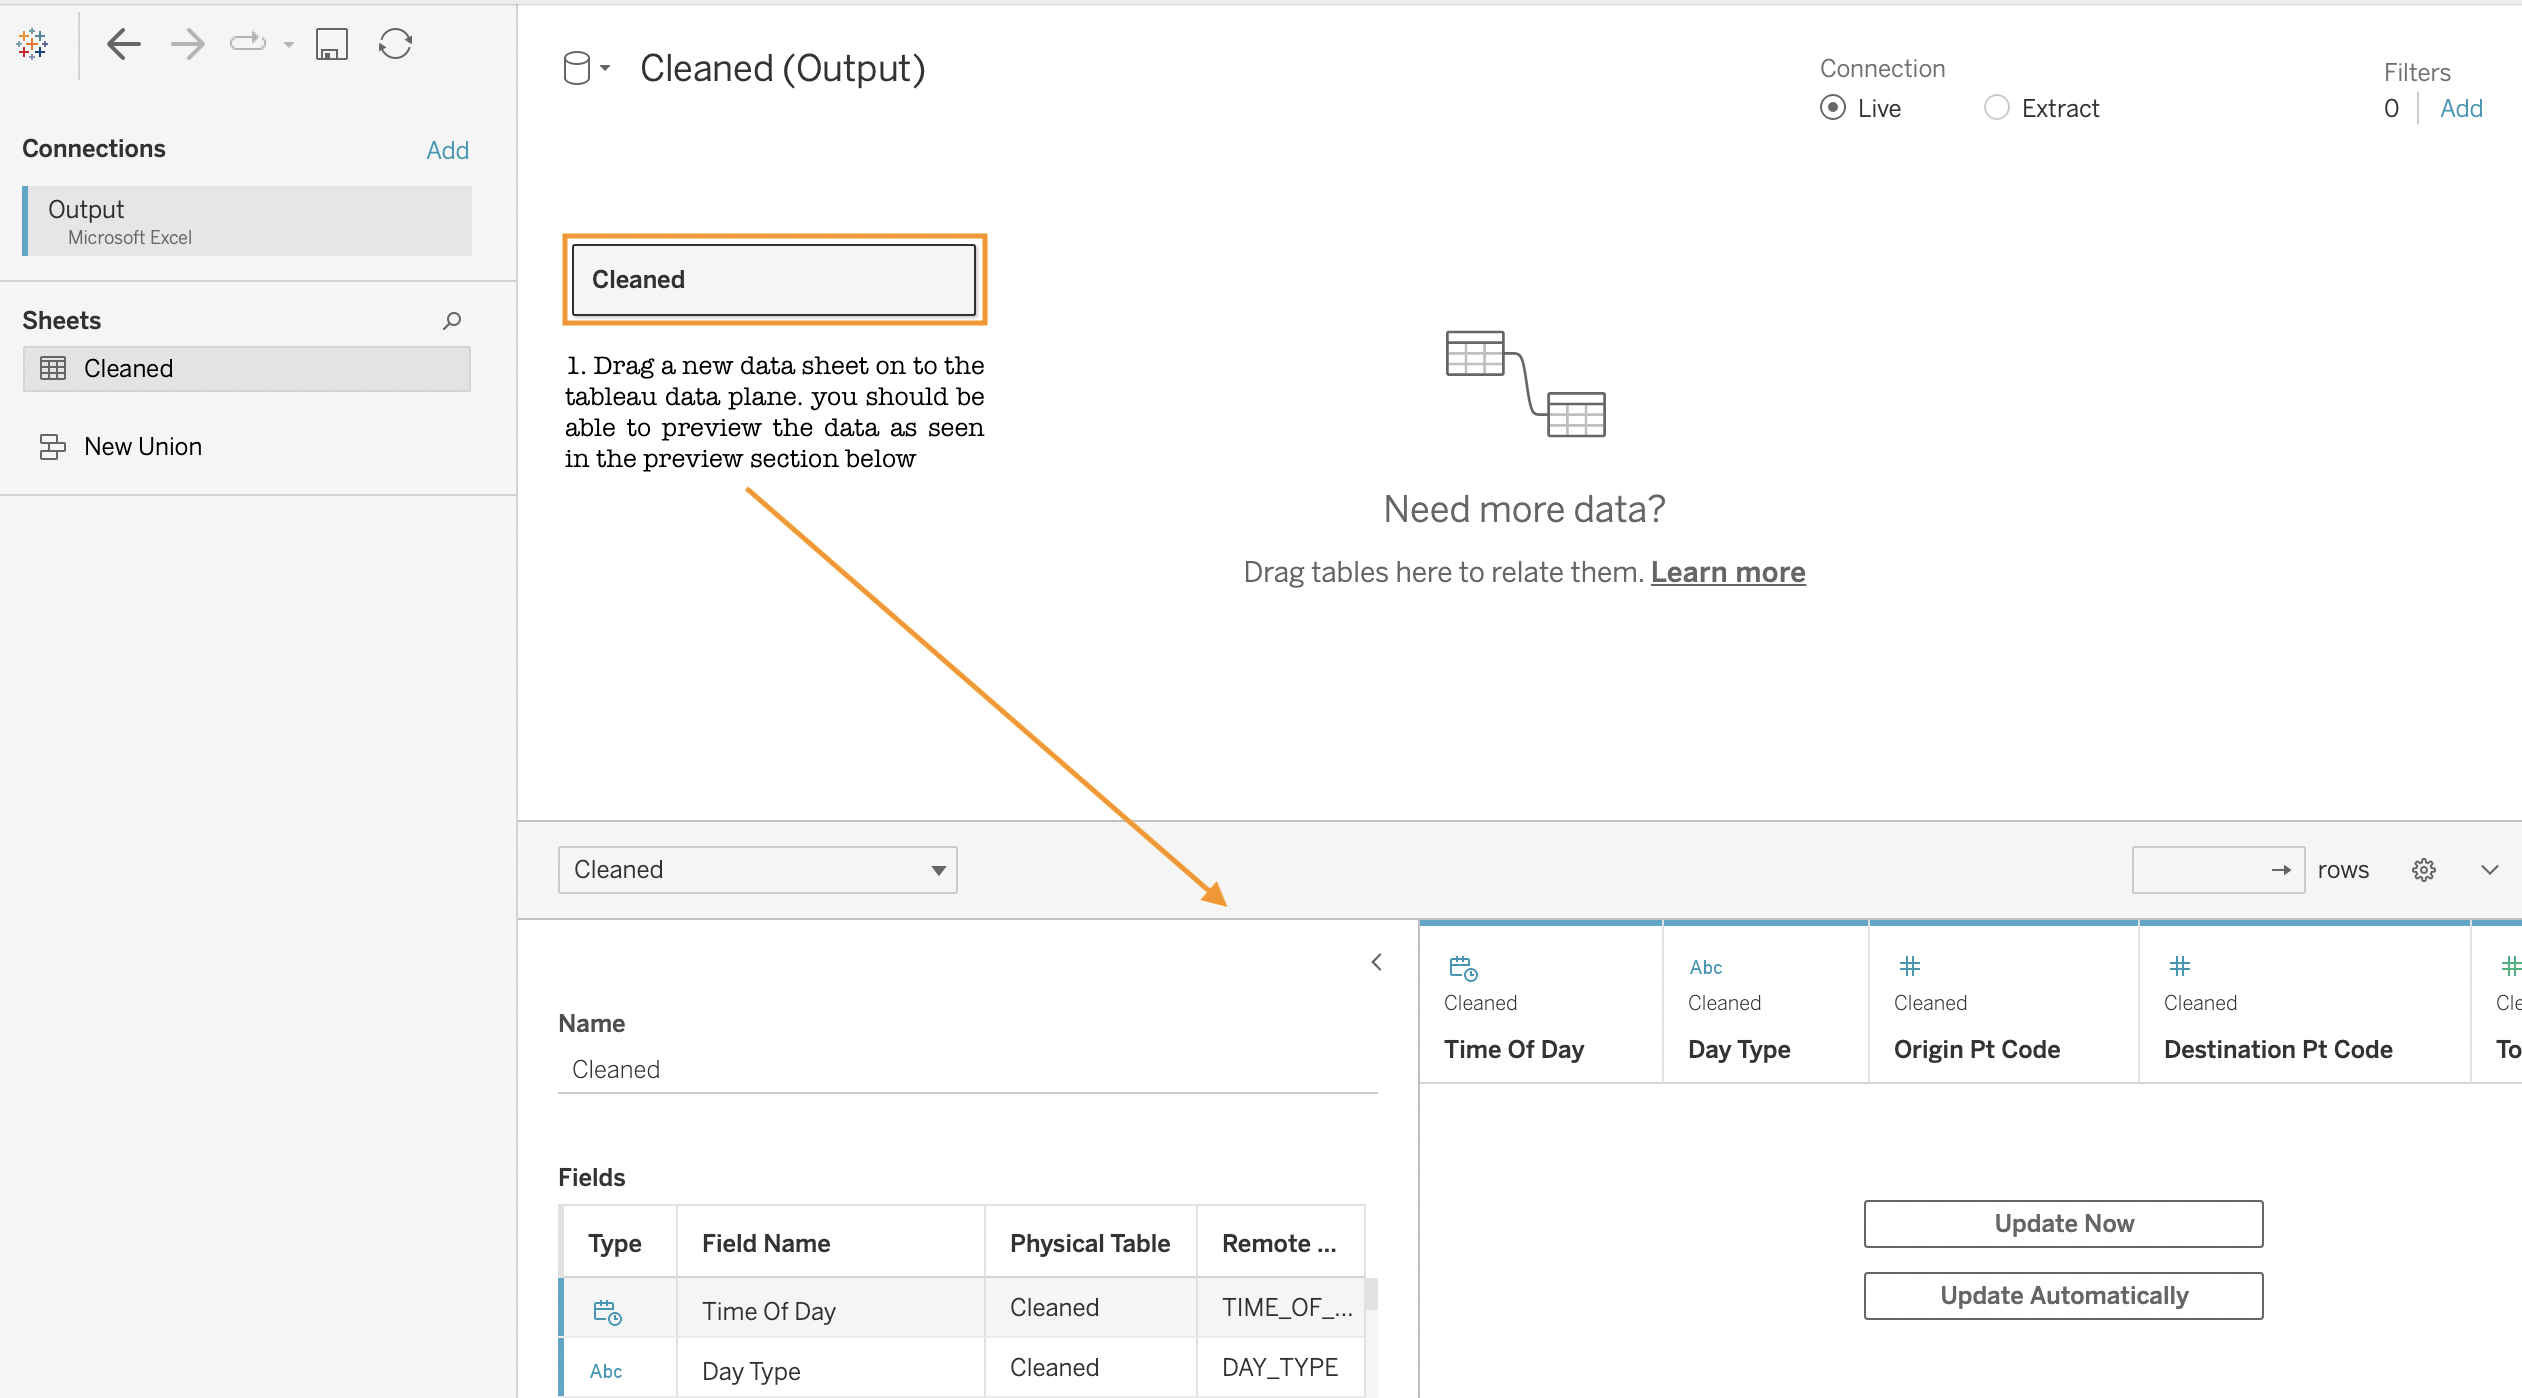 Cleaned (Output)
Connection
Live
Extract
Filters
0
Add
Connections
Add
Output
Microsoft Excel
Sheets
Cleaned
New Union
Cleaned
1. Drag a new data sheet on to the
tableau data plane. you should be
able to preview the data as seen
in the preview section below
Need more data?
Drag tables here to relate them. Learn more
Cleaned
rows
Name
Cleaned
Fields
Type Field Name Physical Table Remote ...
Time Of Day Cleaned TIME_OF_...
Abc Day Type Cleaned DAY_TYPE
Abc
Cleaned Cleaned Cleaned Cleaned Cle
Time Of Day Day Type Origin Pt Code Destination Pt Code To
Update Now
Update Automatically